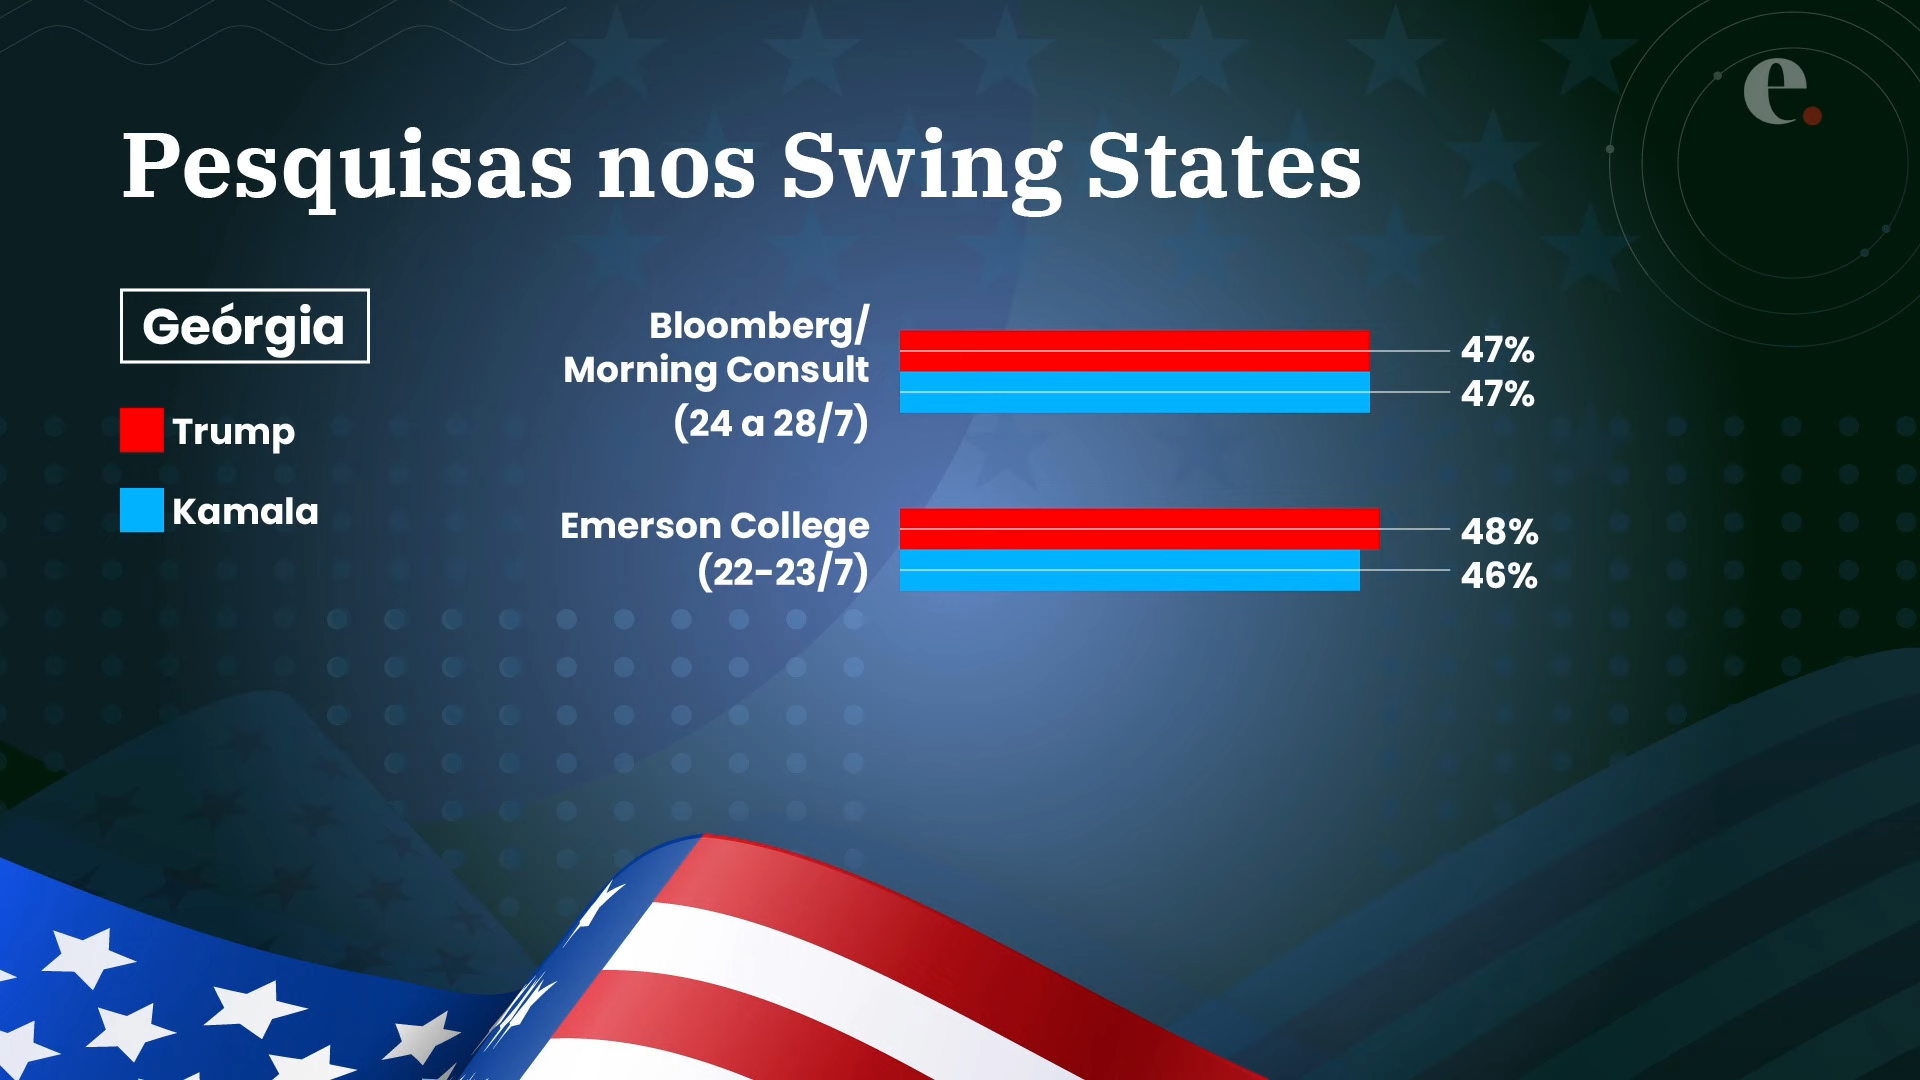 Pesquisas nos Swing States
Geórgia
Trump
Kamala
Bloomberg/
Morning Consult
(24 a 28/7)
47%
47%
Emerson College
(22-23/7)
48%
46%
e.